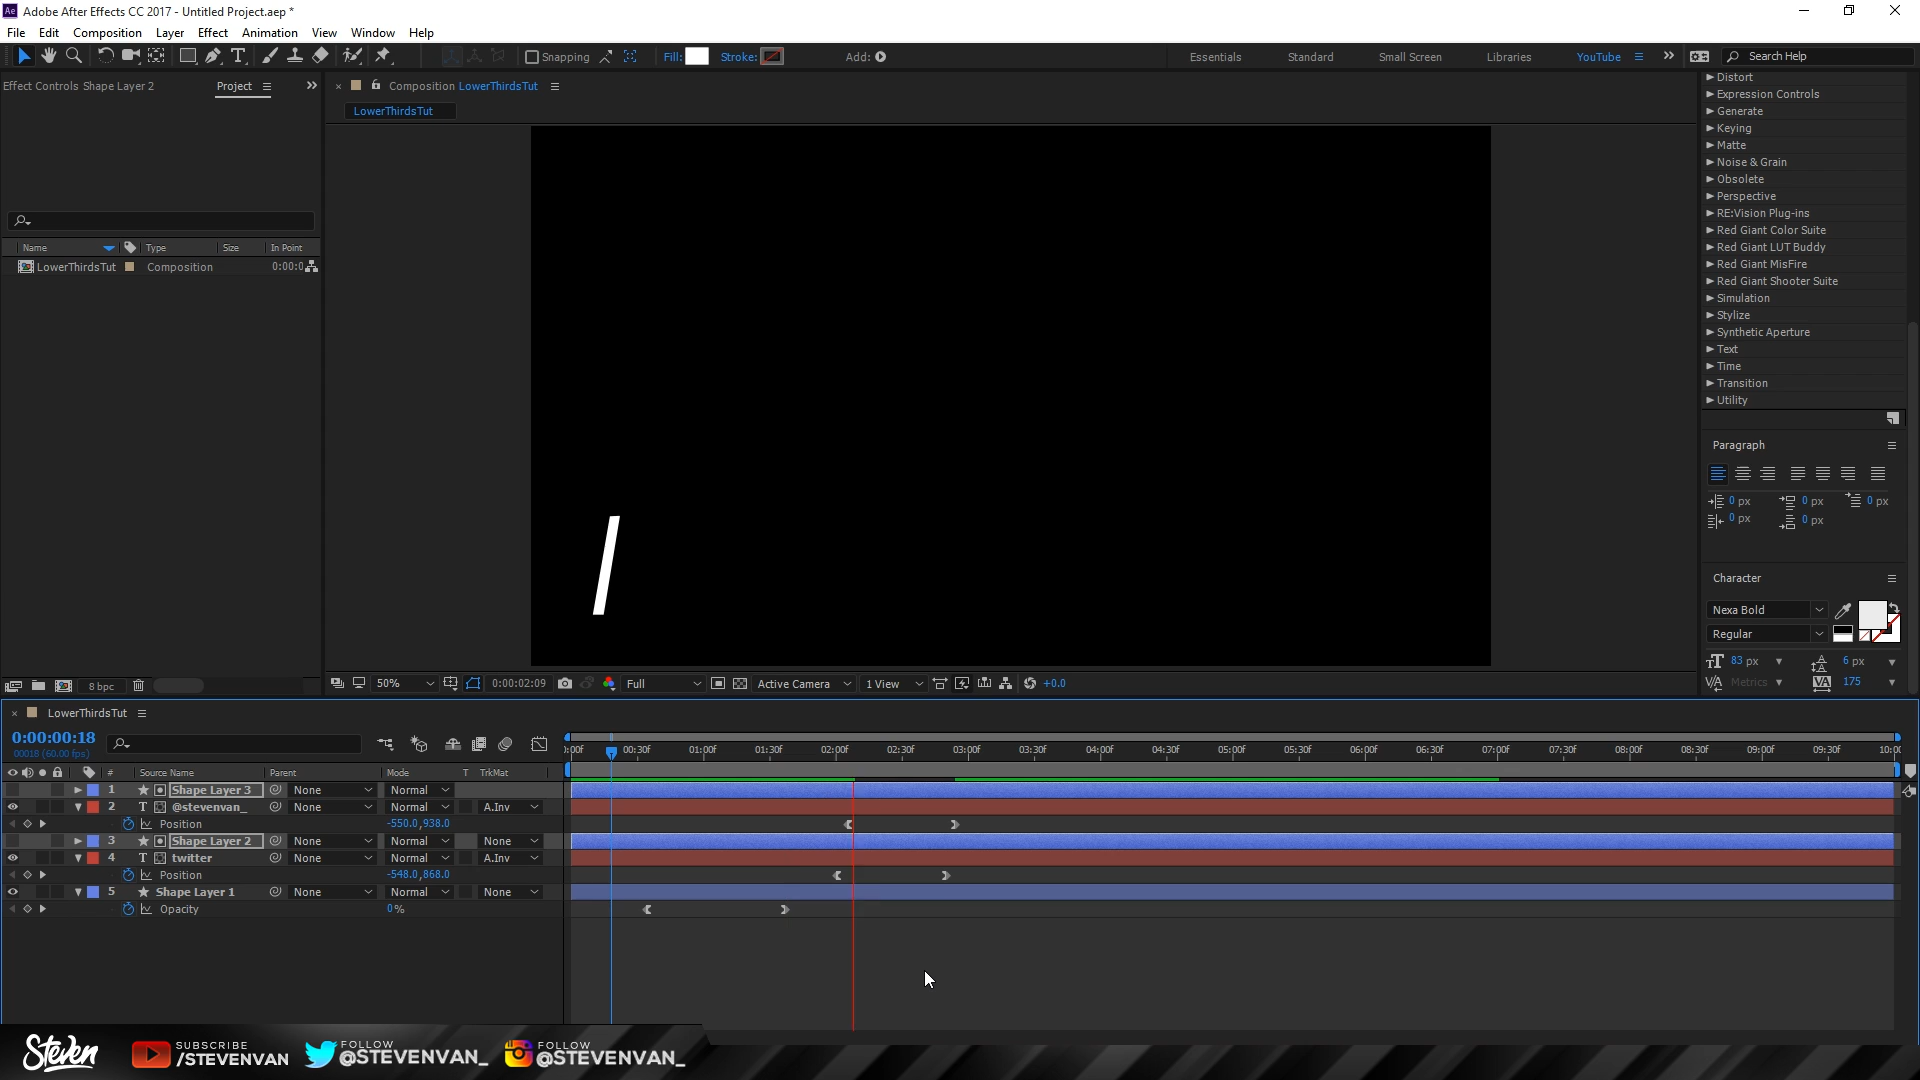 Adobe After Effects CC 2017 - Untitled Project.aep *
File Edit Composition Layer Effect Animation View Window Help
Snapping Fill: Stroke: Add: Essentials Standard Small Screen Libraries YouTube Search Help
Effect Controls Shape Layer 2 Project
Composition LowerThirdsTut
LowerThirdsTut
Name Type Size In Point
LowerThirdsTut Composition 0:00:0
Distort
Expression Controls
Generate
Keying
Matte
Noise & Grain
Obsolete
Perspective
RE:Vision Plug-ins
Red Giant Color Suite
Red Giant LUT Buddy
Red Giant MisFire
Red Giant Shooter Suite
Simulation
Stylize
Synthetic Aperture
Text
Time
Transition
Utility
Paragraph
0 px 0 px 0 px
0 px 0 px
Character
Nexa Bold
Regular
83 px 6 px
Metrics 175
8 bpc
50% 0:00:02:09 Full Active Camera 1 View +0.0
LowerThirdsTut
0:00:00:18
00018 (60.00 fps)
:00f 00:30f 01:00f 01:30f 02:00f 02:30f 03:00f 03:30f 04:00f 04:30f 05:00f 05:30f 06:00f 06:30f 07:00f 07:30f 08:00f 08:30f 09:00f 09:30f 10:00
# Source Name Parent Mode T TrkMat
1 Shape Layer 3 None Normal
2 T @stevenvan_ None Normal A.Inv
Position -550.0,938.0
3 Shape Layer 2 None Normal None
4 T twitter None Normal A.Inv
Position -548.0,868.0
5 Shape Layer 1 None Normal None
Opacity 0%
Steven
SUBSCRIBE
/STEVENVAN
FOLLOW
@STEVENVAN_
FOLLOW
@STEVENVAN_